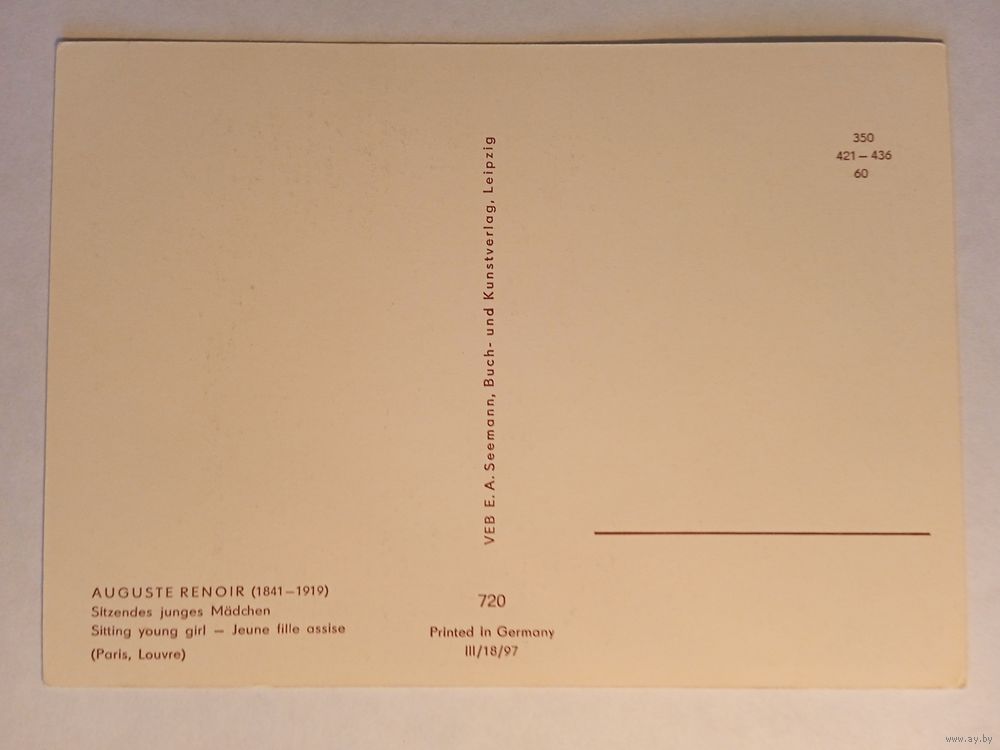 350
421 – 436
60
VEB E. A. Seemann, Buch- und Kunstverlag, Leipzig
AUGUSTE RENOIR (1841–1919)
Sitzendes junges Mädchen
Sitting young girl – Jeune fille assise
(Paris, Louvre)
720
Printed in Germany
III/18/97
www.ay.by